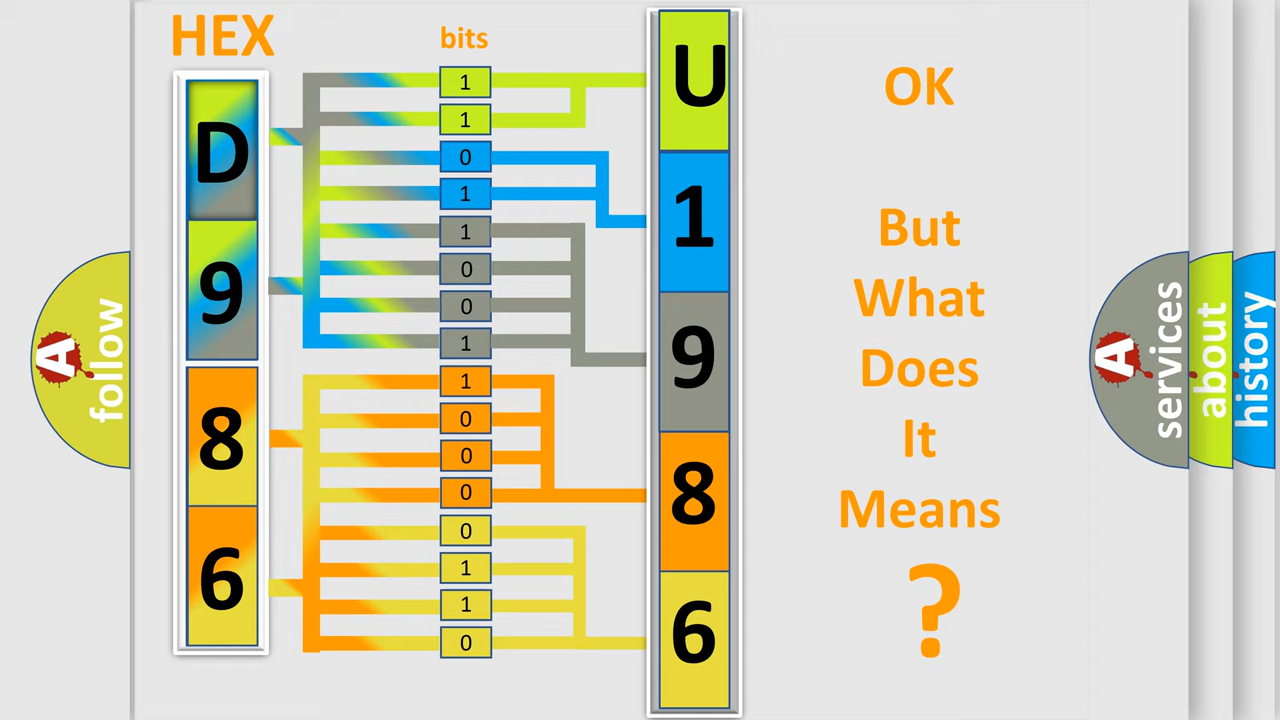 HEX
bits
D
9
8
6
1
1
0
1
1
0
0
1
1
0
0
0
0
1
1
0
U
1
9
8
6
OK
But
What
Does
It
Means
?
A
follow
A
services
about
history